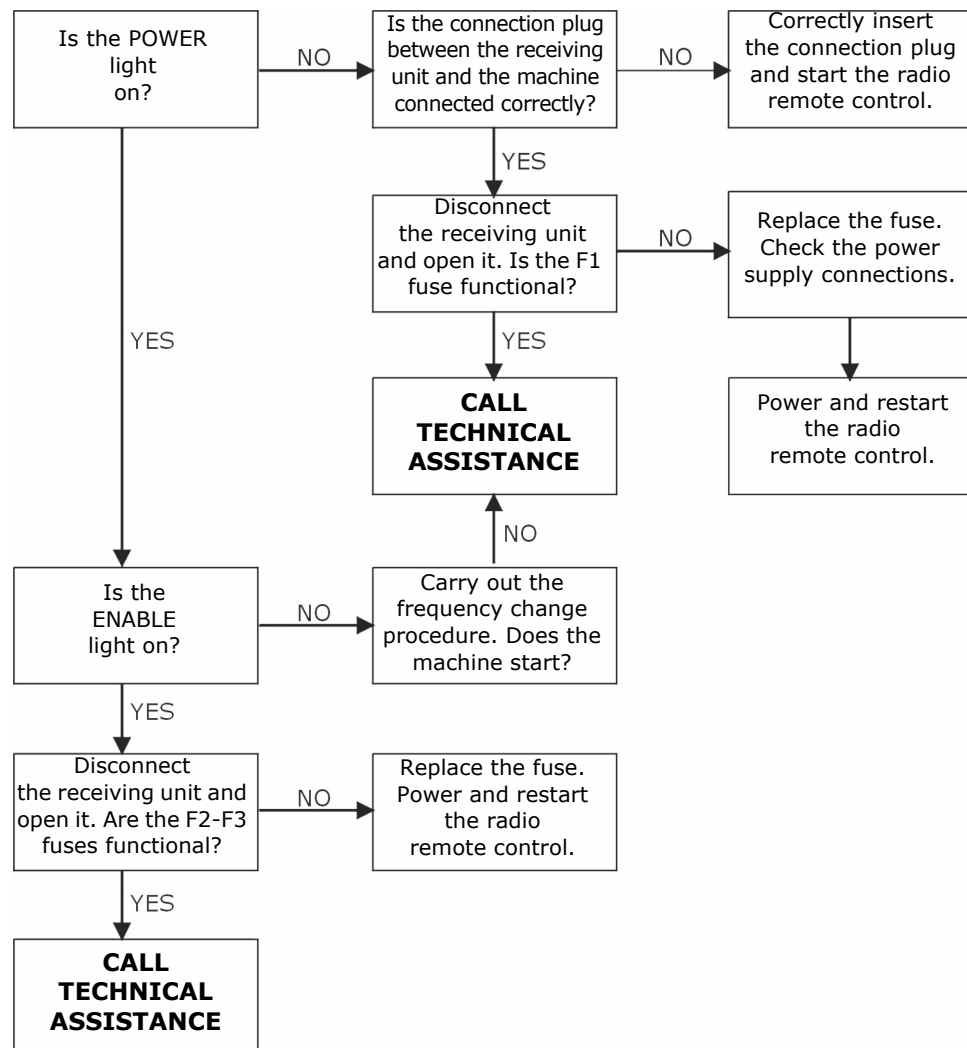 Is the POWER
light
on?
NO
Is the connection plug
between the receiving
unit and the machine
connected correctly?
NO
Correctly insert
the connection plug
and start the radio
remote control.
YES
Disconnect
the receiving unit
and open it. Is the F1
fuse functional?
NO
Replace the fuse.
Check the power
supply connections.
YES
YES
CALL
TECHNICAL
ASSISTANCE
Power and restart
the radio
remote control.
NO
Is the
ENABLE
light on?
NO
Carry out the
frequency change
procedure. Does the
machine start?
YES
Disconnect
the receiving unit and
open it. Are the F2-F3
fuses functional?
NO
Replace the fuse.
Power and restart
the radio
remote control.
YES
CALL
TECHNICAL
ASSISTANCE